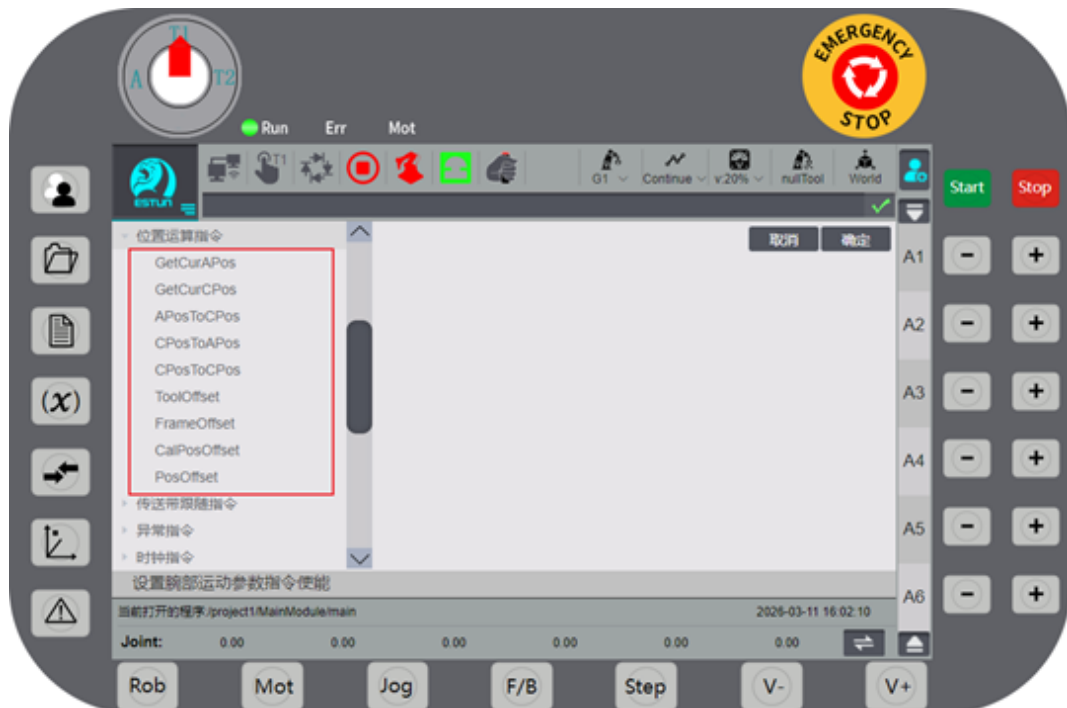 T1
A
T2
EMERGENCY
STOP
Run Err Mot
T1
G1 Continue v:20% nullTool World
ESTUN
Start Stop
位置运算指令
取消 确定
GetCurAPos
GetCurCPos
APosToCPos
CPosToAPos
CPosToCPos
ToolOffset
FrameOffset
CalPosOffset
PosOffset
传送带跟随指令
异常指令
时钟指令
A1 - +
A2 - +
A3 - +
A4 - +
A5 - +
A6 - +
(x)
设置腕部运动参数指令使能
当前打开的程序:/project1/MainModule/main 2026-03-11 16:02:10
Joint: 0.00 0.00 0.00 0.00 0.00 0.00
Rob Mot Jog F/B Step V- V+